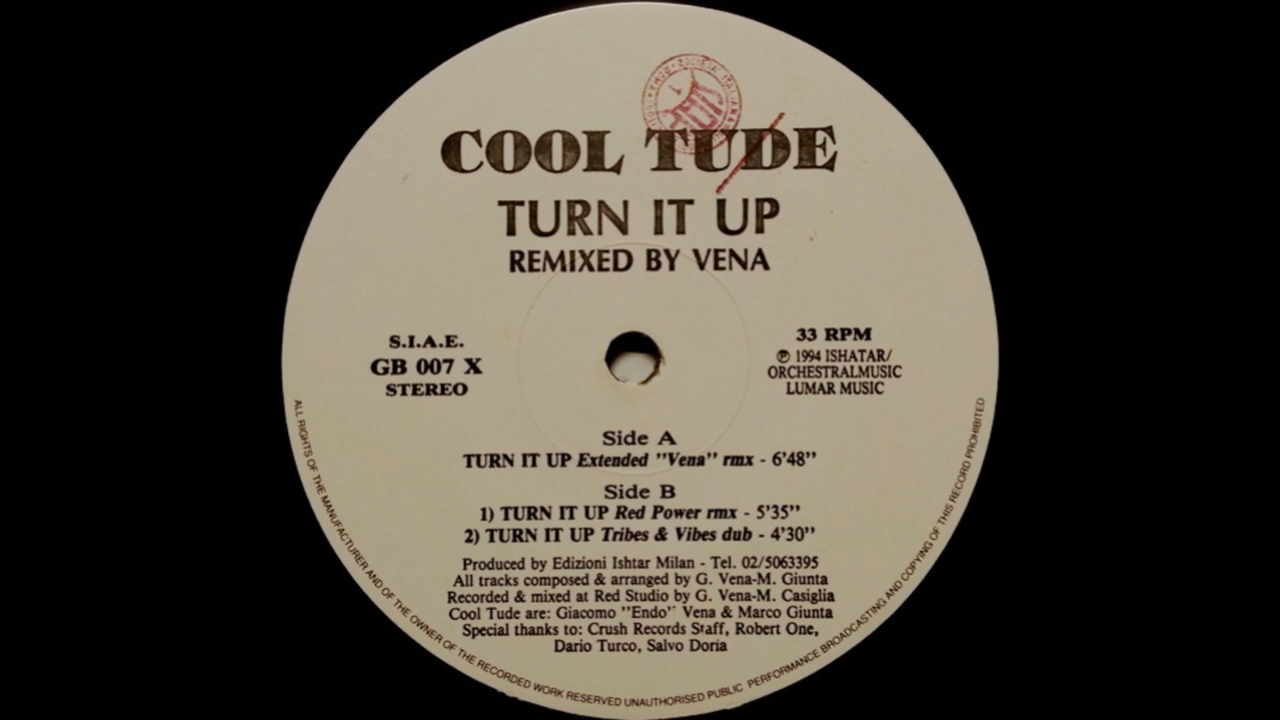 SOCIETA' ITALIANA
COOL TUDE
TURN IT UP
REMIXED BY VENA
S.I.A.E.
GB 007 X
STEREO
33 RPM
℗ 1994 ISHATAR/
ORCHESTRALMUSIC
LUMAR MUSIC
Side A
TURN IT UP Extended "Vena" rmx - 6'48"
Side B
1) TURN IT UP Red Power rmx - 5'35"
2) TURN IT UP Tribes & Vibes dub - 4'30"
Produced by Edizioni Ishtar Milan - Tel. 02/5063395
All tracks composed & arranged by G. Vena-M. Giunta
Recorded & mixed at Red Studio by G. Vena-M. Casiglia
Cool Tude are: Giacomo "Endo" Vena & Marco Giunta
Special thanks to: Crush Records Staff, Robert One,
Dario Turco, Salvo Doria
ALL RIGHTS OF THE MANUFACTURER AND OF THE OWNER OF THE RECORDED WORK RESERVED UNAUTHORISED PUBLIC PERFORMANCE BROADCASTING AND COPYING OF THIS RECORD PROHIBITED